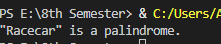 PS E:\8th Semester> & C:/Users/A
"Racecar" is a palindrome.